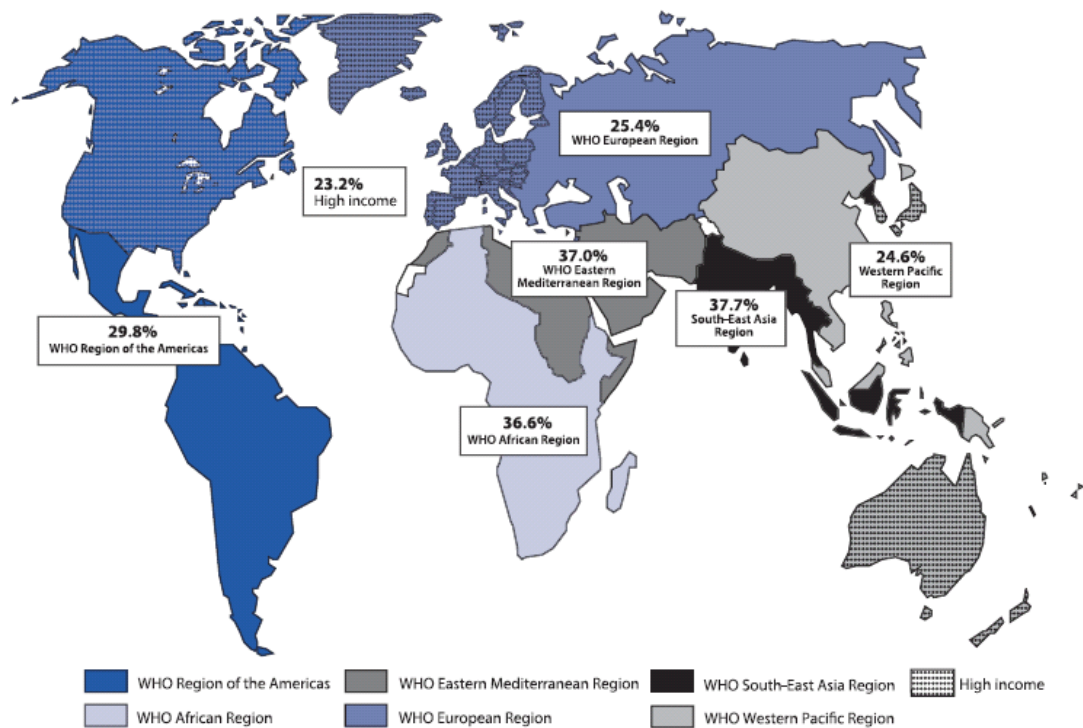 25.4%
WHO European Region
23.2%
High income
37.0%
WHO Eastern
Mediterranean Region
24.6%
Western Pacific
Region
37.7%
South-East Asia
Region
29.8%
WHO Region of the Americas
36.6%
WHO African Region
WHO Region of the Americas
WHO Eastern Mediterranean Region
WHO South-East Asia Region
High income
WHO African Region
WHO European Region
WHO Western Pacific Region